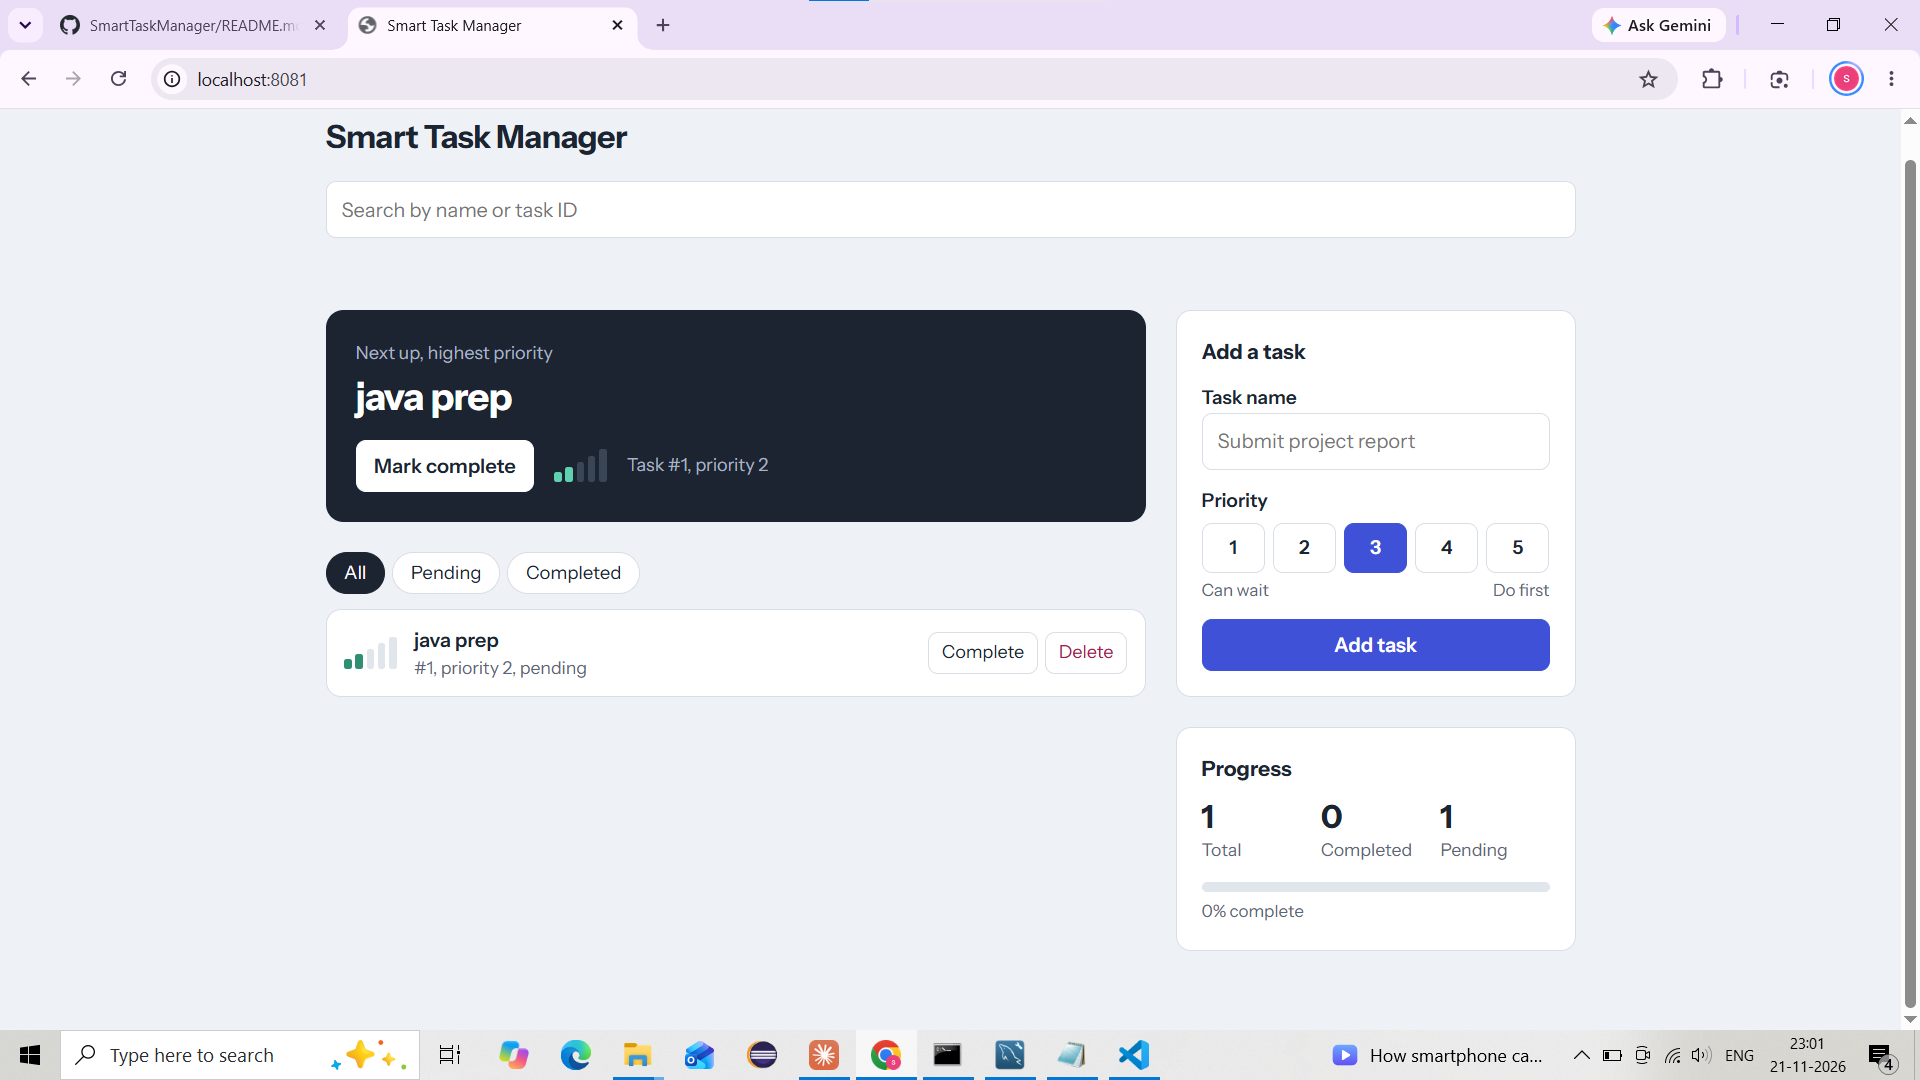 SmartTaskManager/README.m
Smart Task Manager
Ask Gemini
localhost:8081
S
Smart Task Manager
Search by name or task ID
Next up, highest priority
java prep
Mark complete
Task #1, priority 2
All
Pending
Completed
java prep
#1, priority 2, pending
Complete
Delete
Add a task
Task name
Submit project report
Priority
1 2 3 4 5
Can wait Do first
Add task
Progress
1 0 1
Total Completed Pending
0% complete
Type here to search
How smartphone ca...
ENG
23:01
21-11-2026
4